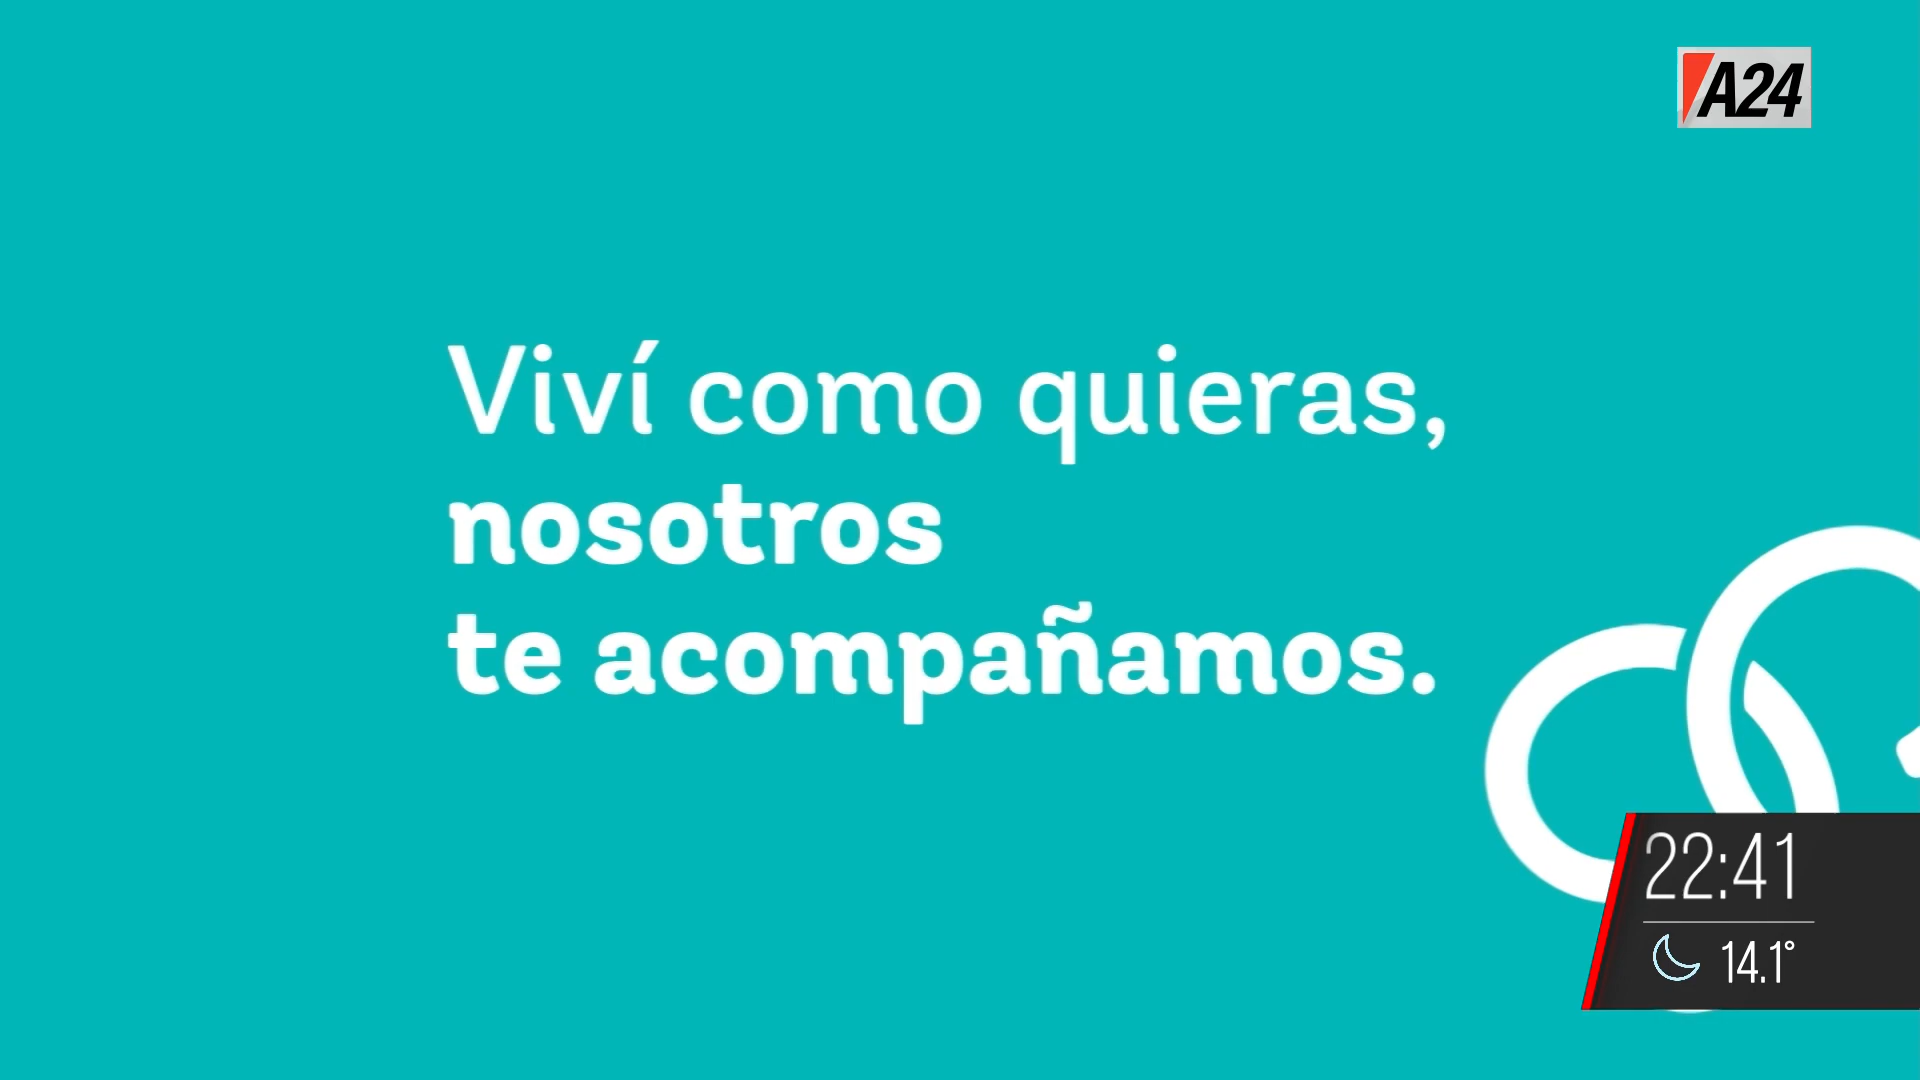 A24
Viví como quieras,
nosotros
te acompañamos.
22:41
14.1°